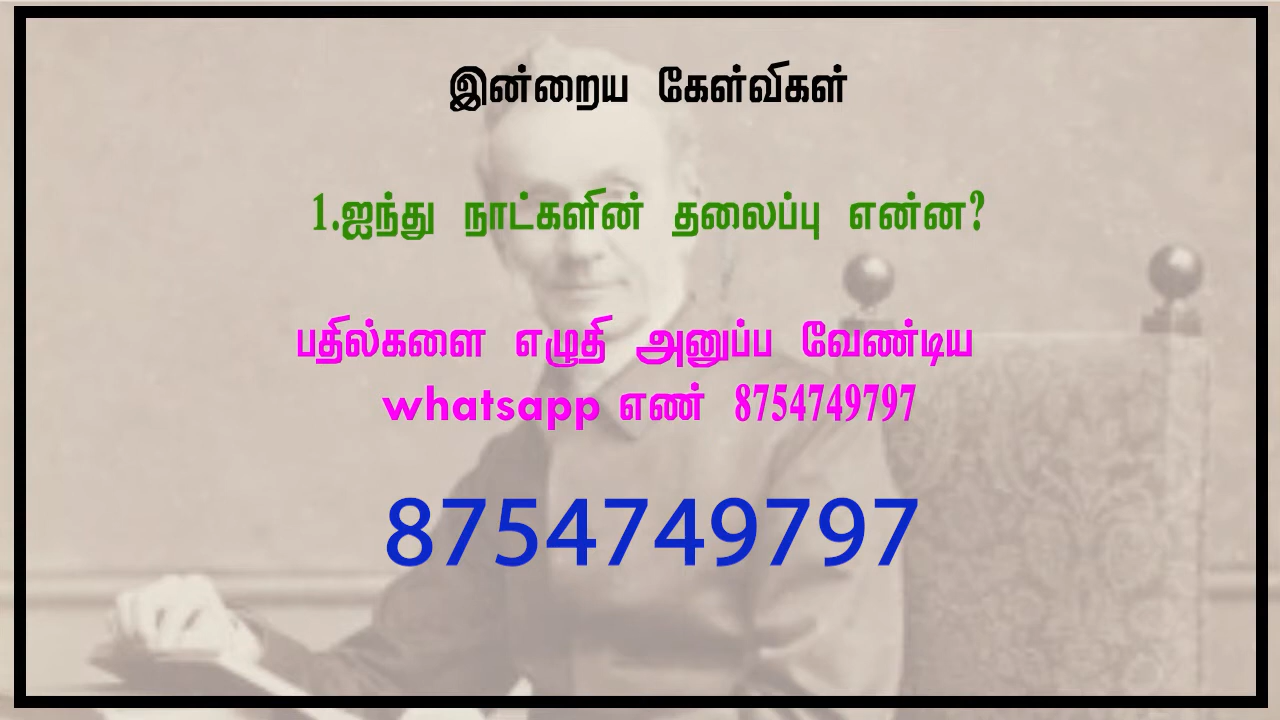 இன்றைய கேள்விகள்
1.ஐந்து நாட்களின் தலைப்பு என்ன?
பதில்களை எழுதி அனுப்ப வேண்டிய
whatsapp எண் 8754749797
8754749797